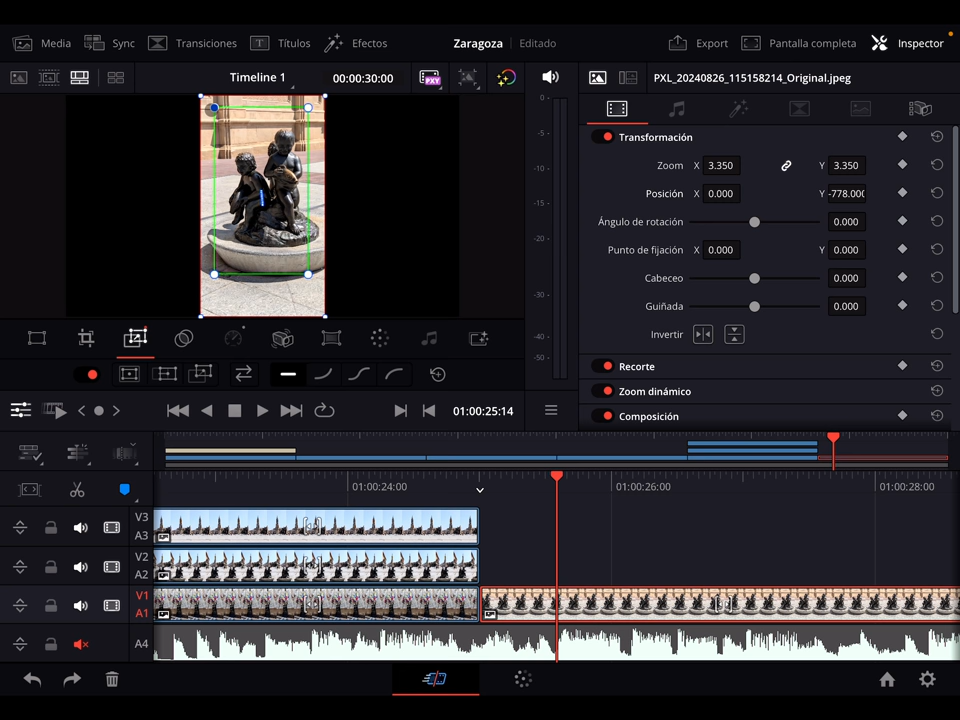 Media Sync Transiciones T Títulos Efectos Zaragoza Editado Export Pantalla completa Inspector
Timeline 1 00:00:30:00 PXY PXL_20240826_115158214_Original.jpeg
0-
-5-
-10-
-15-
-20-
-30-
-40-
-50-
Transformación
Zoom X 3.350 Y 3.350
Posición X 0.000 Y -778.000
Ángulo de rotación 0.000
Punto de fijación X 0.000 Y 0.000
Cabeceo 0.000
Guiñada 0.000
Invertir
Recorte
Zoom dinámico
Composición
01:00:25:14
01:00:24:00 01:00:26:00 01:00:28:00
V3
A3
V2
A2
V1
A1
A4